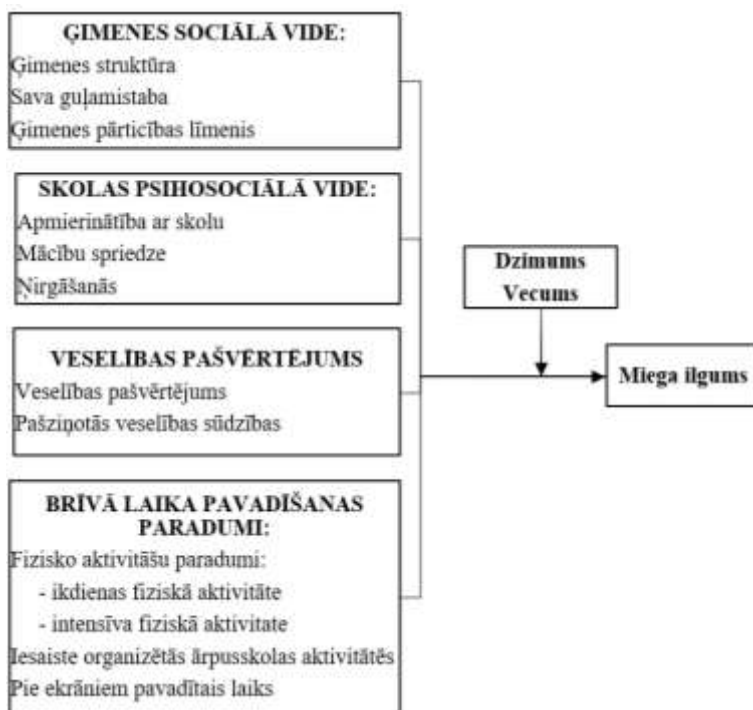 ĢIMENES SOCIĀLĀ VIDE:
Ģimenes struktūra
Sava guļamistaba
Ģimenes pārticības līmenis
SKOLAS PSIHOSOCIĀLĀ VIDE:
Apmierinātība ar skolu
Mācību spriedze
Ņirgāšanās
VESELĪBAS PAŠVĒRTĒJUMS
Veselības pašvērtējums
Pašziņotās veselības sūdzības
BRĪVĀ LAIKA PAVADĪŠANAS
PARADUMI:
Fizisko aktivitāšu paradumi:
- ikdienas fiziskā aktivitāte
- intensīva fiziskā aktivitate
Iesaiste organizētās ārpusskolas aktivitātēs
Pie ekrāniem pavadītais laiks
Dzimums
Vecums
Miega ilgums